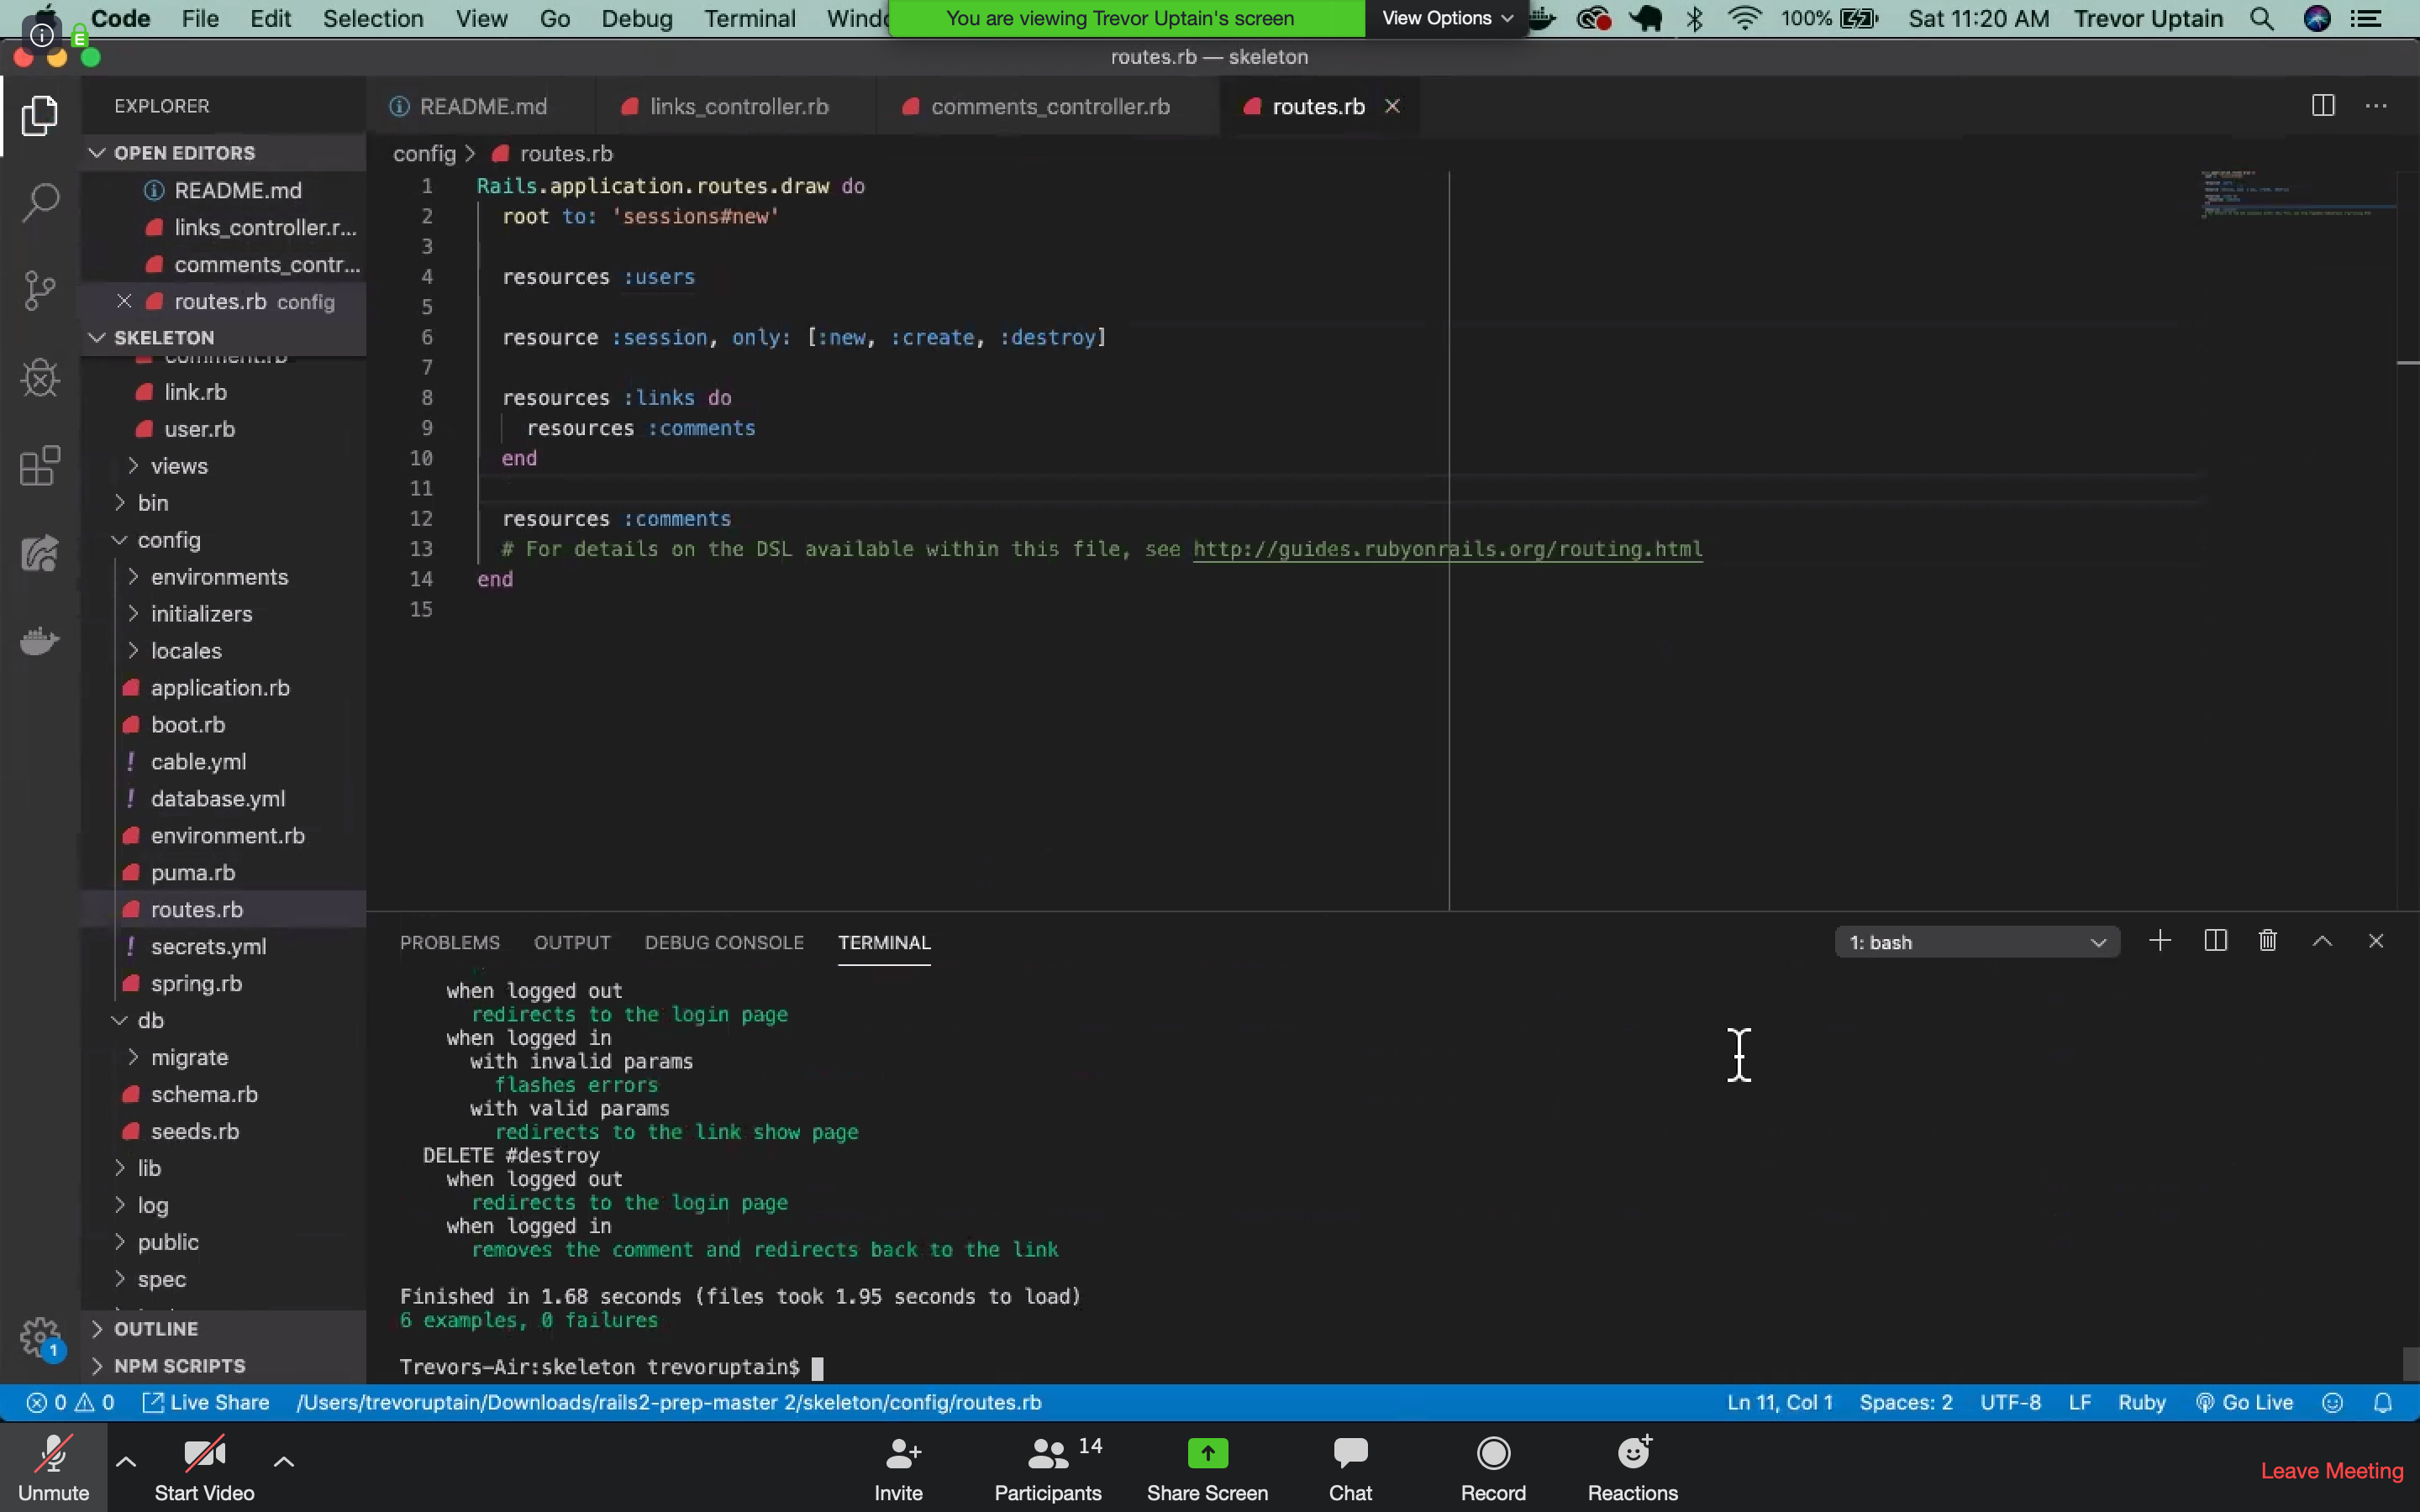 Code File Edit Selection View Go Debug Terminal
You are viewing Trevor Uptain's screen View Options
100% Sat 11:20 AM Trevor Uptain
routes.rb — skeleton
EXPLORER
README.md links_controller.rb comments_controller.rb routes.rb
OPEN EDITORS
README.md
links_controller.r...
comments_contr...
routes.rb config
SKELETON
comment.rb
link.rb
user.rb
views
bin
config
environments
initializers
locales
application.rb
boot.rb
! cable.yml
! database.yml
environment.rb
puma.rb
routes.rb
! secrets.yml
spring.rb
db
migrate
schema.rb
seeds.rb
lib
log
public
spec
OUTLINE
NPM SCRIPTS
config > routes.rb
1 Rails.application.routes.draw do
2 root to: 'sessions#new'
3
4 resources :users
5
6 resource :session, only: [:new, :create, :destroy]
7
8 resources :links do
9 resources :comments
10 end
11
12 resources :comments
13 # For details on the DSL available within this file, see http://guides.rubyonrails.org/routing.html
14 end
15
PROBLEMS OUTPUT DEBUG CONSOLE TERMINAL
1: bash
when logged out
redirects to the login page
when logged in
with invalid params
flashes errors
with valid params
redirects to the link show page
DELETE #destroy
when logged out
redirects to the login page
when logged in
removes the comment and redirects back to the link
Finished in 1.68 seconds (files took 1.95 seconds to load)
6 examples, 0 failures
Trevors-Air:skeleton trevoruptain$
1
0 0 Live Share /Users/trevoruptain/Downloads/rails2-prep-master 2/skeleton/config/routes.rb
Ln 11, Col 1 Spaces: 2 UTF-8 LF Ruby Go Live
Unmute Start Video Invite Participants 14 Share Screen Chat Record Reactions Leave Meeting